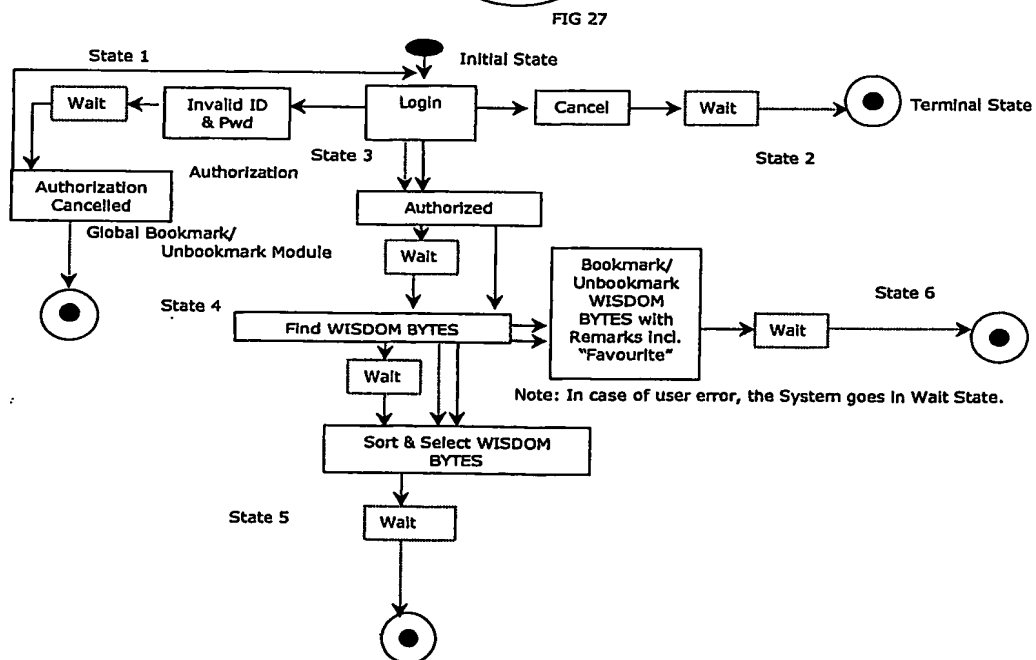 FIG 27
State 1
Initial State
Wait
Invalid ID
& Pwd
Login
Cancel
Wait
Terminal State
State 3
State 2
Authorization
Authorization
Cancelled
Authorized
Global Bookmark/
Unbookmark Module
Wait
Bookmark/
Unbookmark
WISDOM
BYTES with
Remarks incl.
"Favourite"
State 6
State 4
Find WISDOM BYTES
Wait
Wait
Note: In case of user error, the System goes in Wait State.
Sort & Select WISDOM
BYTES
State 5
Wait